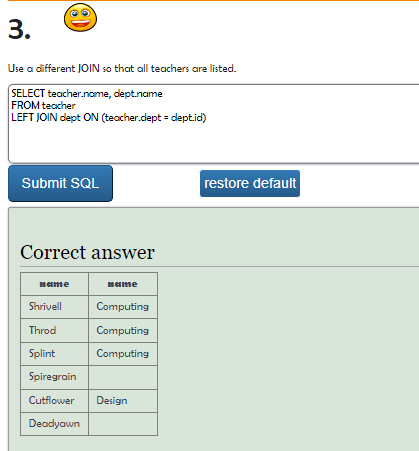 3.
Use a different JOIN so that all teachers are listed.
SELECT teacher.name, dept.name
FROM teacher
LEFT JOIN dept ON (teacher.dept = dept.id)
Submit SQL restore default
Correct answer
name name
Shrivell Computing
Throd Computing
Splint Computing
Spiregrain
Cutflower Design
Deadyawn